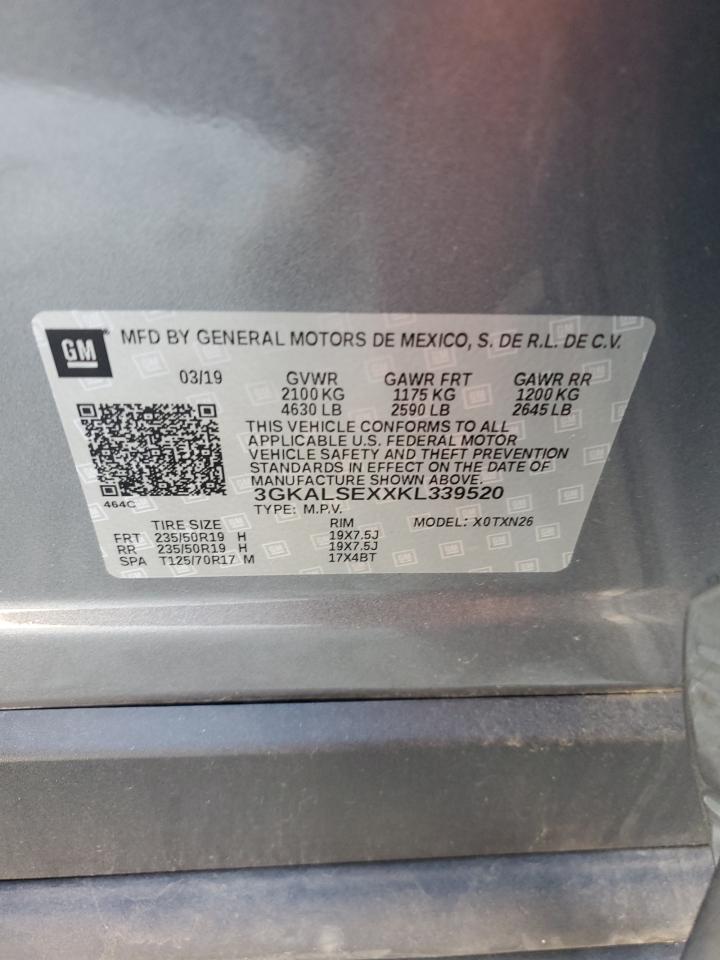 GM
MFD BY GENERAL MOTORS DE MEXICO, S. DE R.L. DE C.V.
03/19 GVWR GAWR FRT GAWR RR
2100 KG 1175 KG 1200 KG
4630 LB 2590 LB 2645 LB
THIS VEHICLE CONFORMS TO ALL
APPLICABLE U.S. FEDERAL MOTOR
VEHICLE SAFETY AND THEFT PREVENTION
STANDARDS IN EFFECT ON THE DATE OF
MANUFACTURE SHOWN ABOVE.
3GKALSEXXKL339520
464C
TYPE: M.P.V.
TIRE SIZE RIM MODEL: X0TXN26
FRT 235/50R19 H 19X7.5J
RR 235/50R19 H 19X7.5J
SPA T125/70R17 M 17X4BT